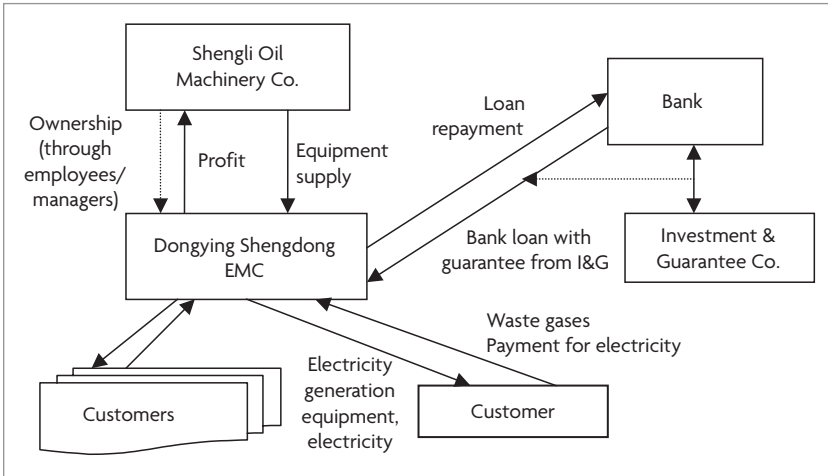 Shengli Oil
Machinery Co.
Bank
Loan
repayment
Ownership
(through
employees/
managers)
Profit
Equipment
supply
Dongying Shengdong
EMC
Bank loan with
guarantee from I&G
Investment &
Guarantee Co.
Waste gases
Payment for electricity
Customers
Electricity
generation
equipment,
electricity
Customer